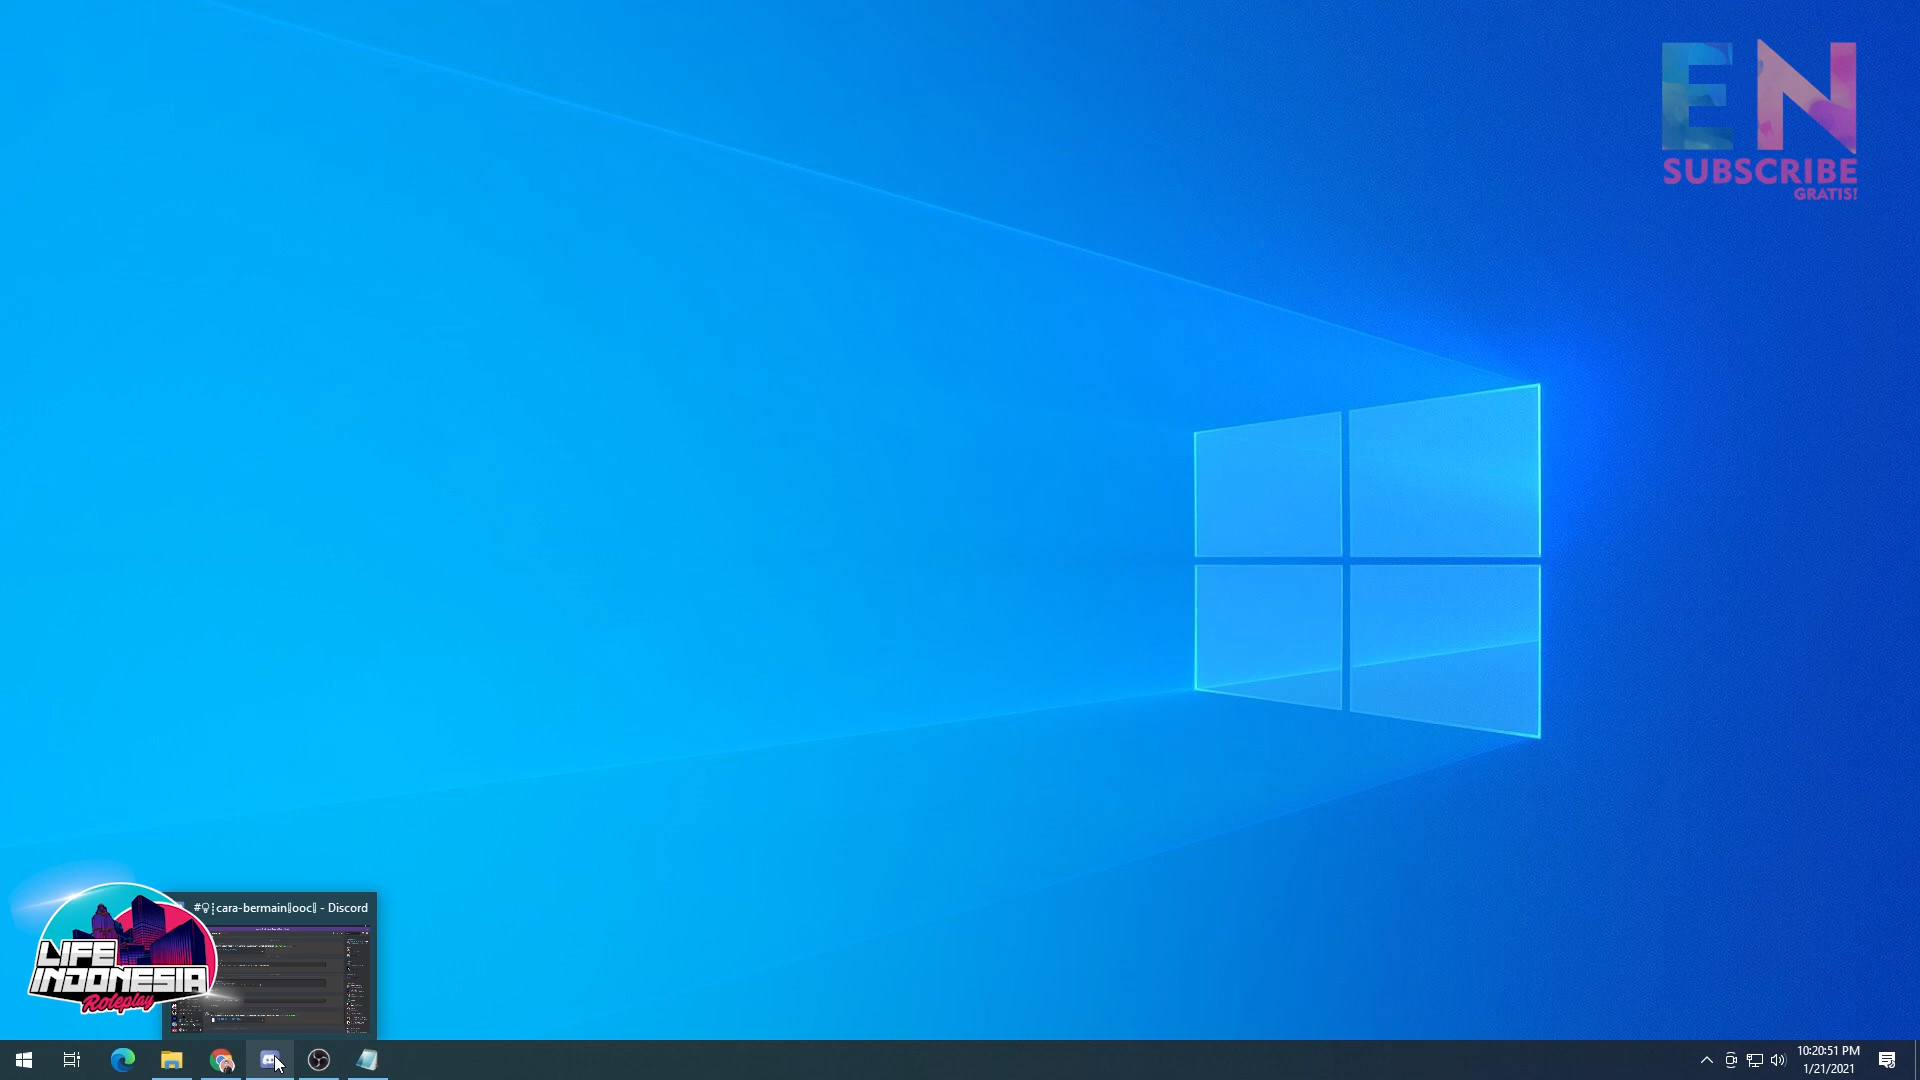 EN
SUBSCRIBE
GRATIS!
#cara-bermain ooc - Discord
LIFE
INDONESIA
Roleplay
10:20:51 PM
1/21/2021